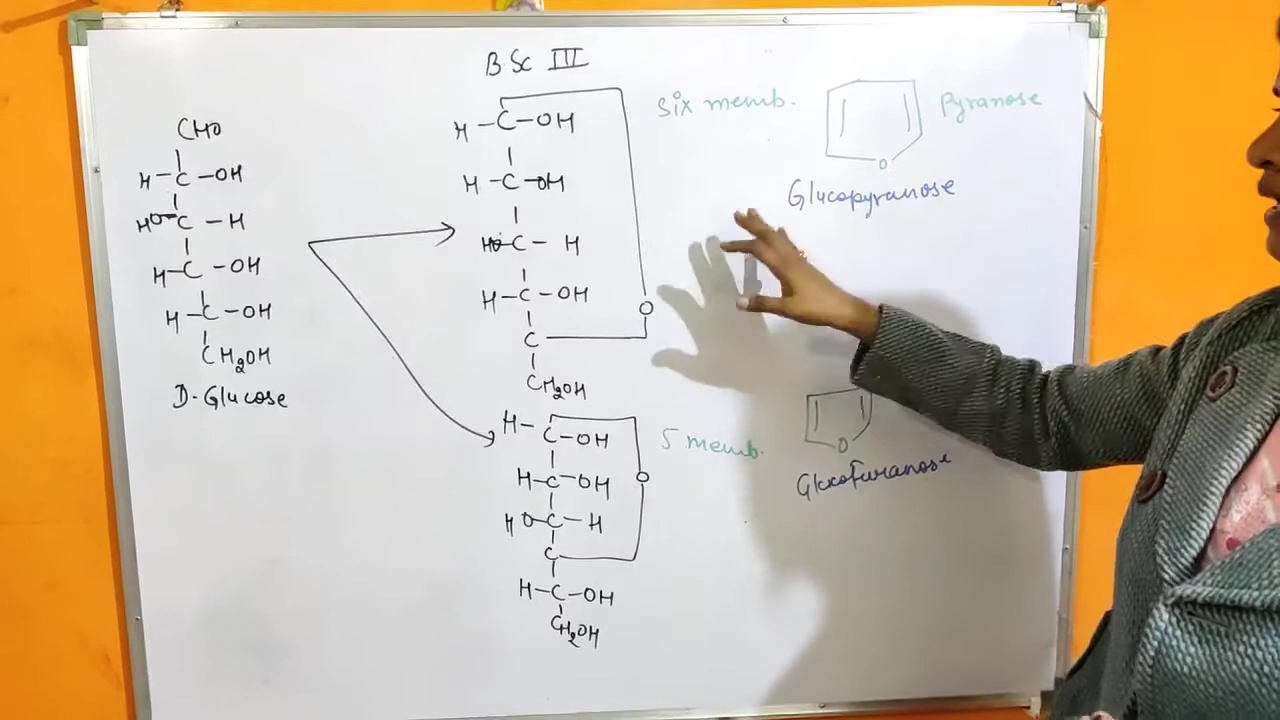 B.Sc III
CHO
H-C-OH
HO-C-H
H-C-OH
H-C-OH
CH2OH
D-Glucose
H-C-OH
H-C-OH
HO-C-H
H-C-OH
C
O
CH2OH
six memb.
O
Pyranose
Glucopyranose
H-C-OH
H-C-OH
HO-C-H
C
O
H-C-OH
CH2OH
5 memb.
O
Glucofuranose